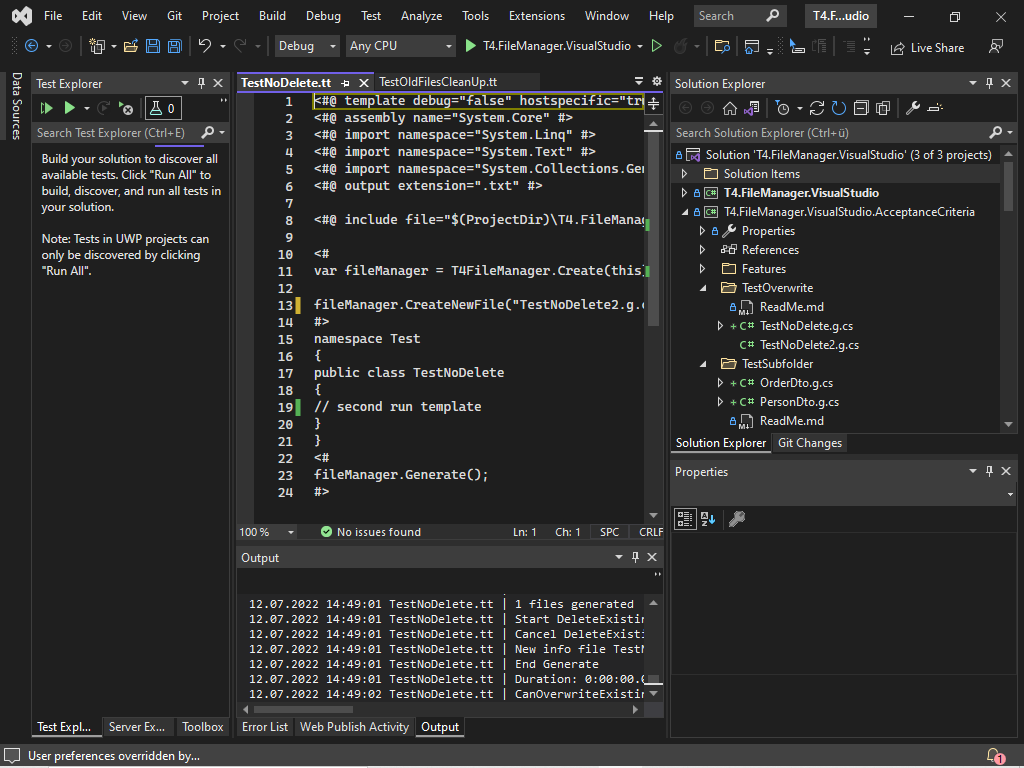 File Edit View Git Project Build Debug Test Analyze Tools Extensions Window Help Search T4.F...udio
Debug Any CPU T4.FileManager.VisualStudio Live Share
Data Sources
Test Explorer
0
Search Test Explorer (Ctrl+E)
Build your solution to discover all
available tests. Click "Run All" to
build, discover, and run all tests in
your solution.
Note: Tests in UWP projects can
only be discovered by clicking
"Run All".
Test Expl... Server Ex... Toolbox
TestNoDelete.tt TestOldFilesCleanUp.tt
1 <#@ template debug="false" hostspecific="tr
2 <#@ assembly name="System.Core" #>
3 <#@ import namespace="System.Linq" #>
4 <#@ import namespace="System.Text" #>
5 <#@ import namespace="System.Collections.Gen
6 <#@ output extension=".txt" #>
7
8 <#@ include file="$(ProjectDir)\T4.FileManag
9
10 <#
11 var fileManager = T4FileManager.Create(this)
12
13 fileManager.CreateNewFile("TestNoDelete2.g.c
14 #>
15 namespace Test
16 {
17 public class TestNoDelete
18 {
19 // second run template
20 }
21 }
22 <#
23 fileManager.Generate();
24 #>
100 % No issues found Ln: 1 Ch: 1 SPC CRLF
Output
12.07.2022 14:49:01 TestNoDelete.tt | 1 files generated
12.07.2022 14:49:01 TestNoDelete.tt | Start DeleteExistin
12.07.2022 14:49:01 TestNoDelete.tt | Cancel DeleteExisti
12.07.2022 14:49:01 TestNoDelete.tt | New info file TestN
12.07.2022 14:49:01 TestNoDelete.tt | End Generate
12.07.2022 14:49:01 TestNoDelete.tt | Duration: 0:00:00.0
12.07.2022 14:49:02 TestNoDelete.tt | CanOverwriteExistin
Error List Web Publish Activity Output
Solution Explorer
Search Solution Explorer (Ctrl+ü)
Solution 'T4.FileManager.VisualStudio' (3 of 3 projects)
Solution Items
C# T4.FileManager.VisualStudio
C# T4.FileManager.VisualStudio.AcceptanceCriteria
Properties
References
Features
TestOverwrite
M↓ ReadMe.md
+ C# TestNoDelete.g.cs
C# TestNoDelete2.g.cs
TestSubfolder
+ C# OrderDto.g.cs
+ C# PersonDto.g.cs
M↓ ReadMe.md
Solution Explorer Git Changes
Properties
A Z
User preferences overridden by... 1